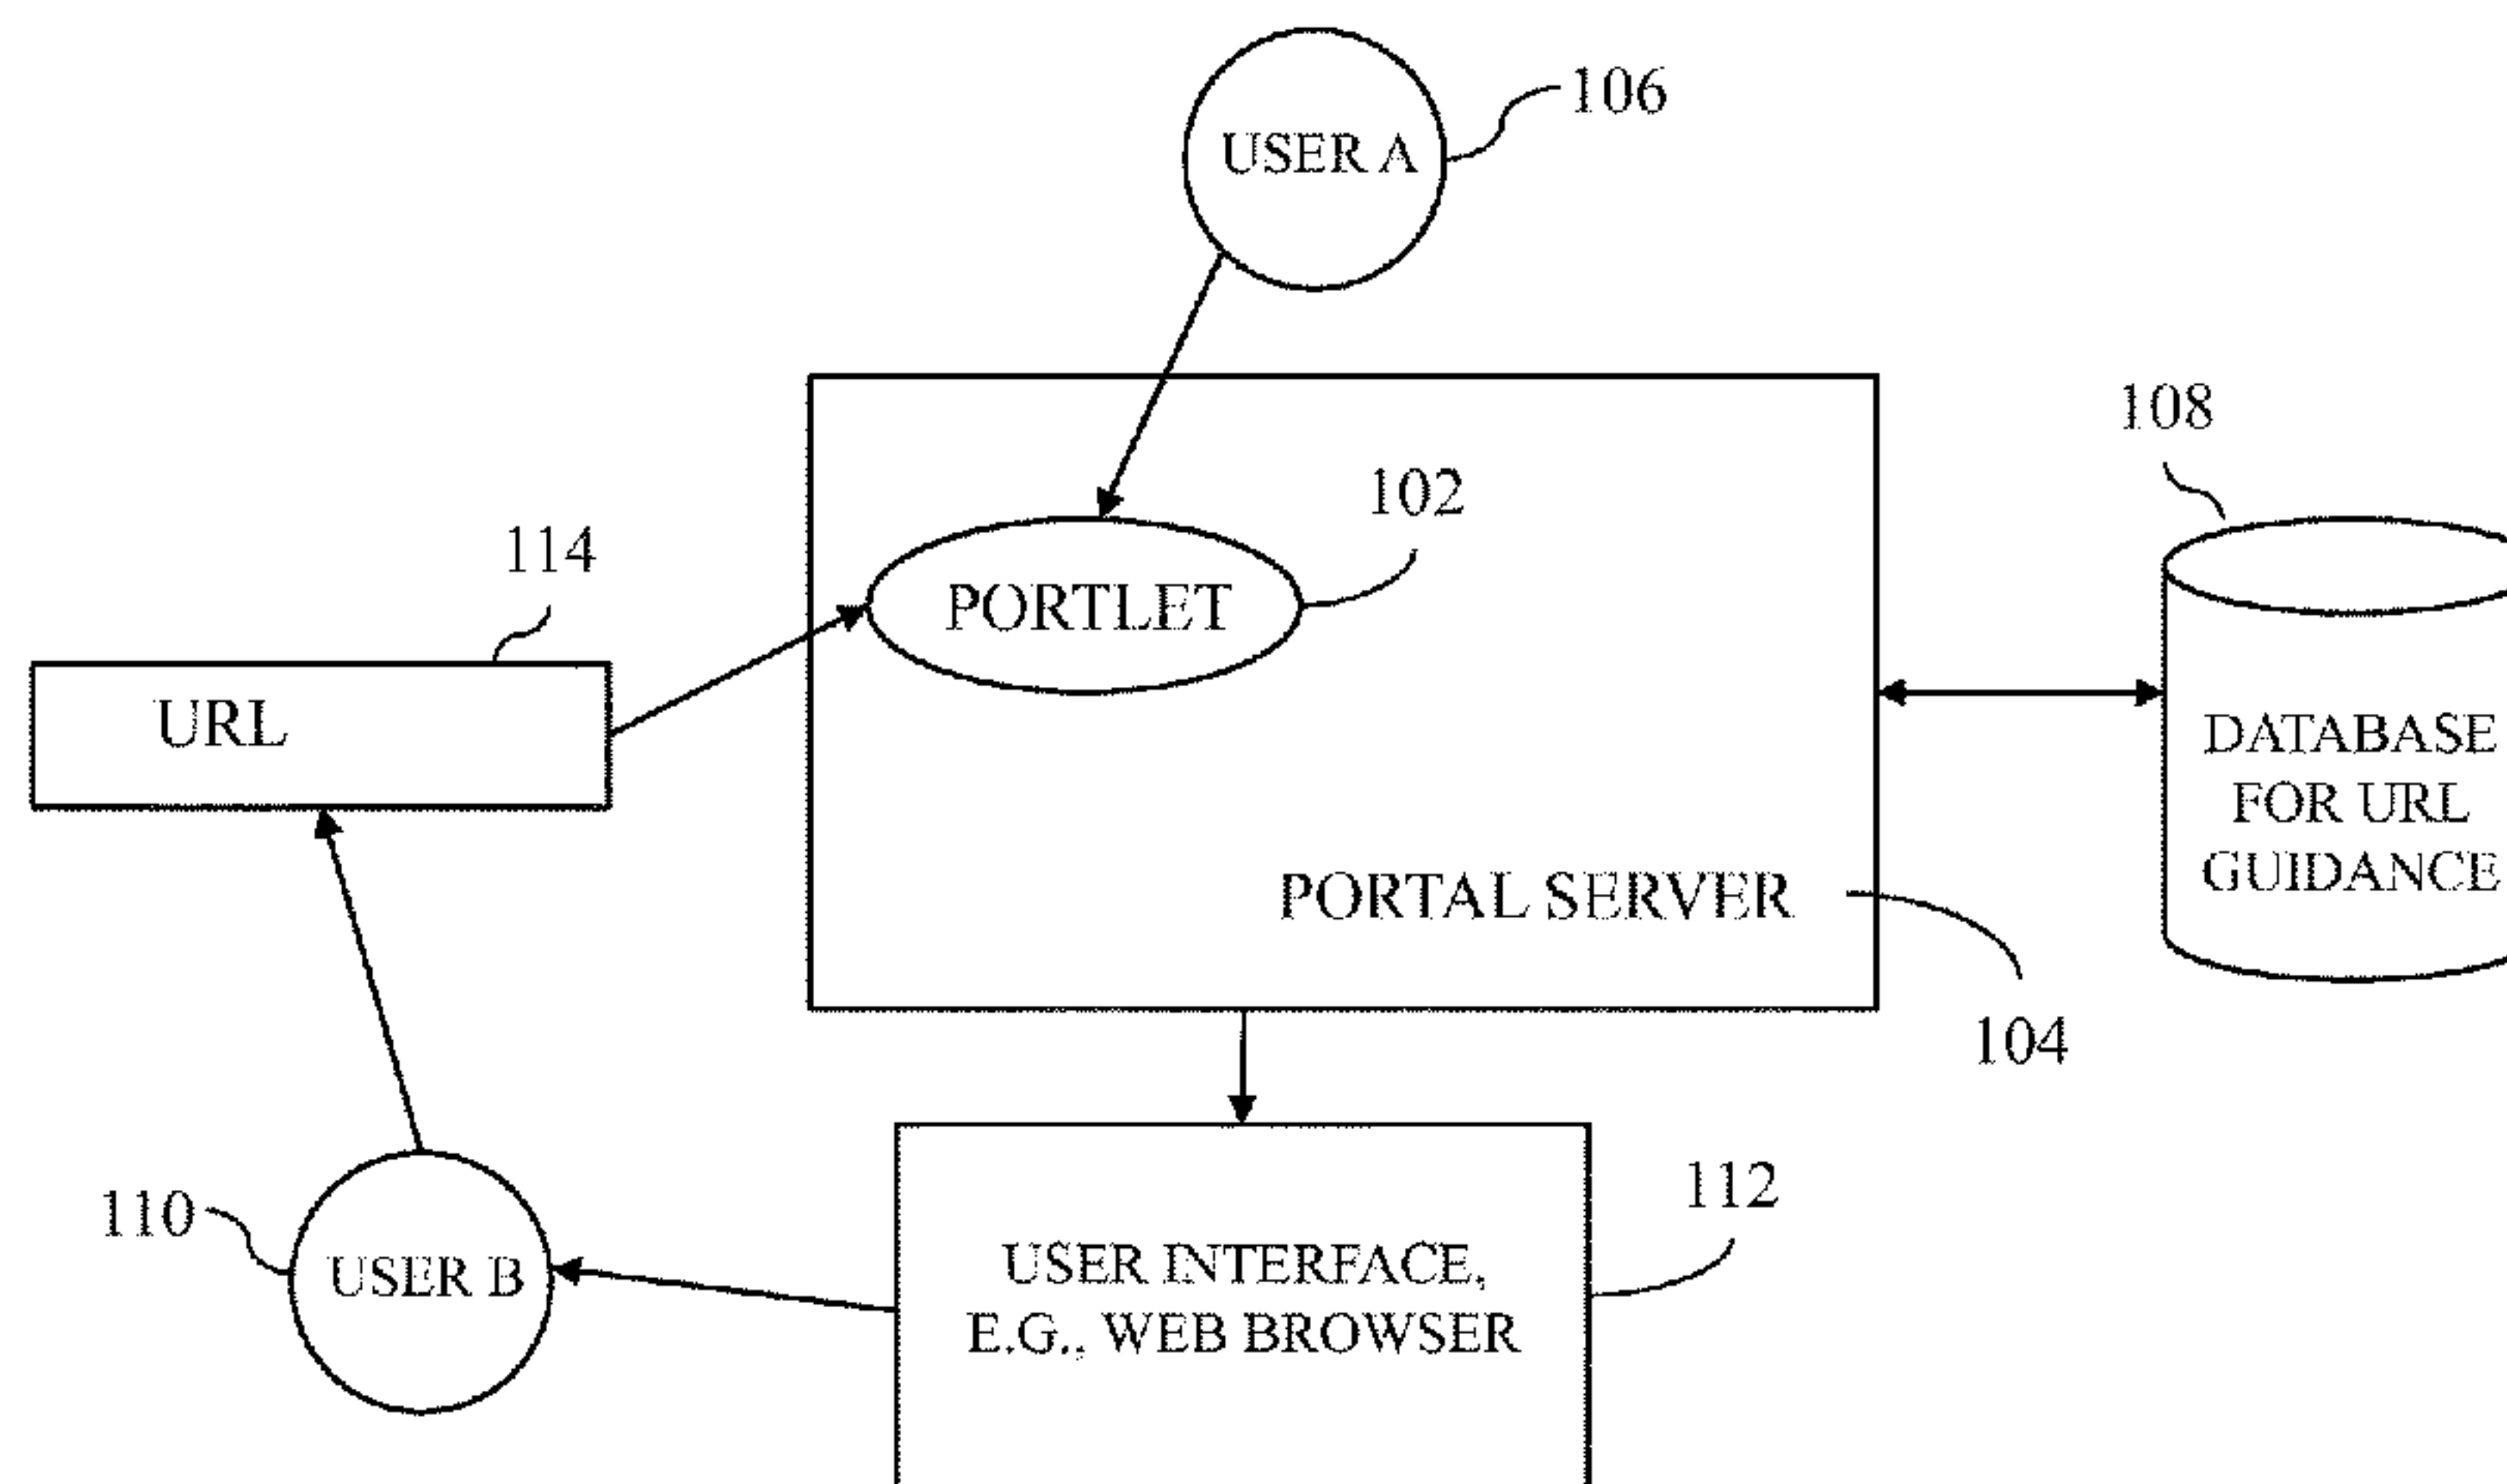 106
USER A
108
102
114
PORTLET
URL
DATABASE
FOR URL
GUIDANCE
PORTAL SERVER
104
112
110
USER INTERFACE,
E.G., WEB BROWSER
USER B